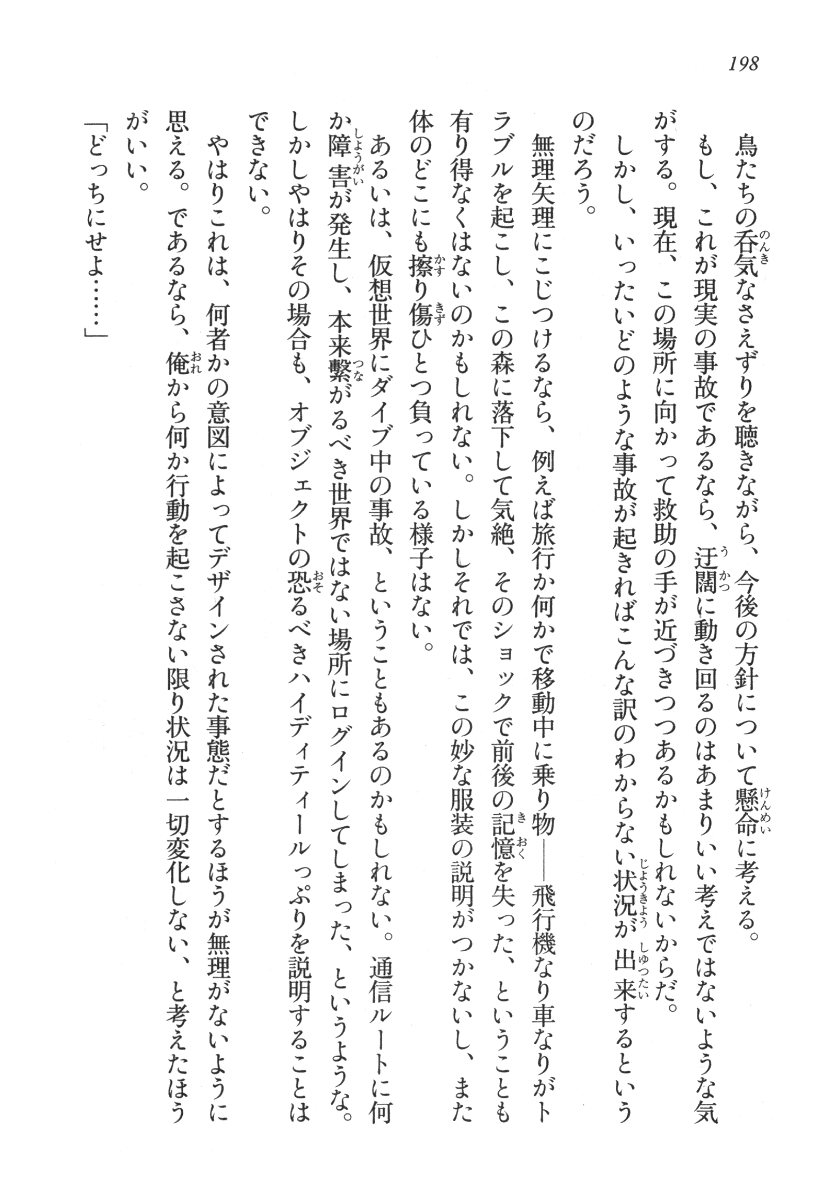 198
鳥たちの呑気なさえずりを聴きながら、今後の方針について懸命に考える。
もし、これが現実の事故であるなら、迂闊に動き回るのはあまりいい考えではないような気
がする。現在、この場所に向かって救助の手が近づきつつあるかもしれないからだ。
しかし、いったいどのような事故が起きればこんな訳のわからない状況が出来するという
のだろう。
無理矢理にこじつけるなら、例えば旅行か何かで移動中に乗り物――飛行機なり車なりがト
ラブルを起こし、この森に落下して気絶、そのショックで前後の記憶を失った、ということも
有り得なくはないのかもしれない。しかしそれでは、この妙な服装の説明がつかないし、また
体のどこにも擦り傷ひとつ負っている様子はない。
あるいは、仮想世界にダイブ中の事故、ということもあるのかもしれない。通信ルートに何
か障害が発生し、本来繋がるべき世界ではない場所にログインしてしまった、というような。
しかしやはりその場合も、オブジェクトの恐るべきハイディティールっぷりを説明することは
できない。
やはりこれは、何者かの意図によってデザインされた事態だとするほうが無理がないように
思える。であるなら、俺から何か行動を起こさない限り状況は一切変化しない、と考えたほう
がいい。
「どっちにせよ……」